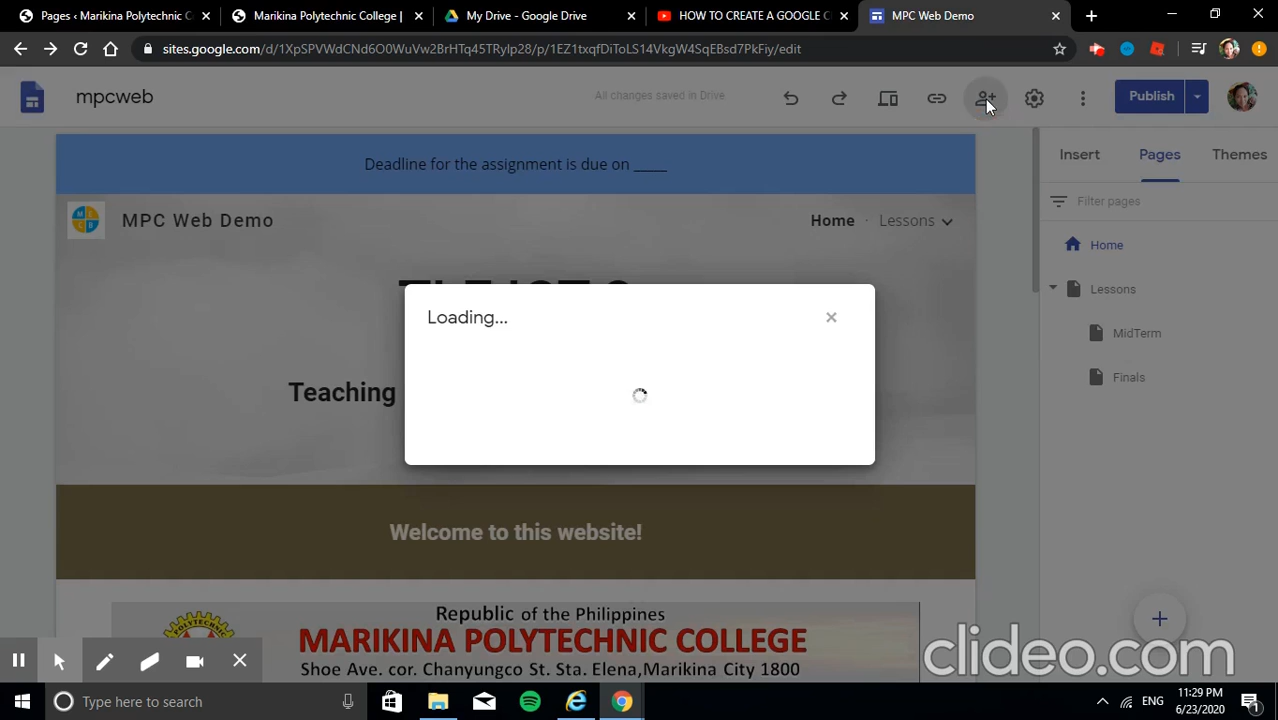 Pages ‹ Marikina Polytechnic C
Marikina Polytechnic College |
My Drive - Google Drive
HOW TO CREATE A GOOGLE C
MPC Web Demo
sites.google.com/d/1XpSPVWdCNd6O0WuVw2BrHTq45TRyIp28/p/1EZ1txqfDiToLS14VkgW4SqEBsd7PkFiy/edit
mpcweb
All changes saved in Drive
Publish
Deadline for the assignment is due on _____
Insert
Pages
Themes
MPC Web Demo
Home
Lessons
Filter pages
Home
Lessons
MidTerm
Finals
Loading...
Teaching
Welcome to this website!
Republic of the Philippines
MARIKINA POLYTECHNIC COLLEGE
Shoe Ave. cor. Chanyungco St. Sta. Elena,Marikina City 1800
clideo.com
Type here to search
ENG
11:29 PM
6/23/2020